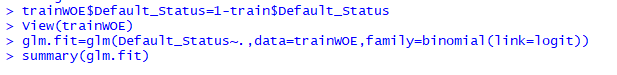 > trainWOE$Default_Status=1-train$Default_Status
> View(trainWOE)
> glm.fit=glm(Default_Status~.,data=trainWOE,family=binomial(link=logit))
> summary(glm.fit)